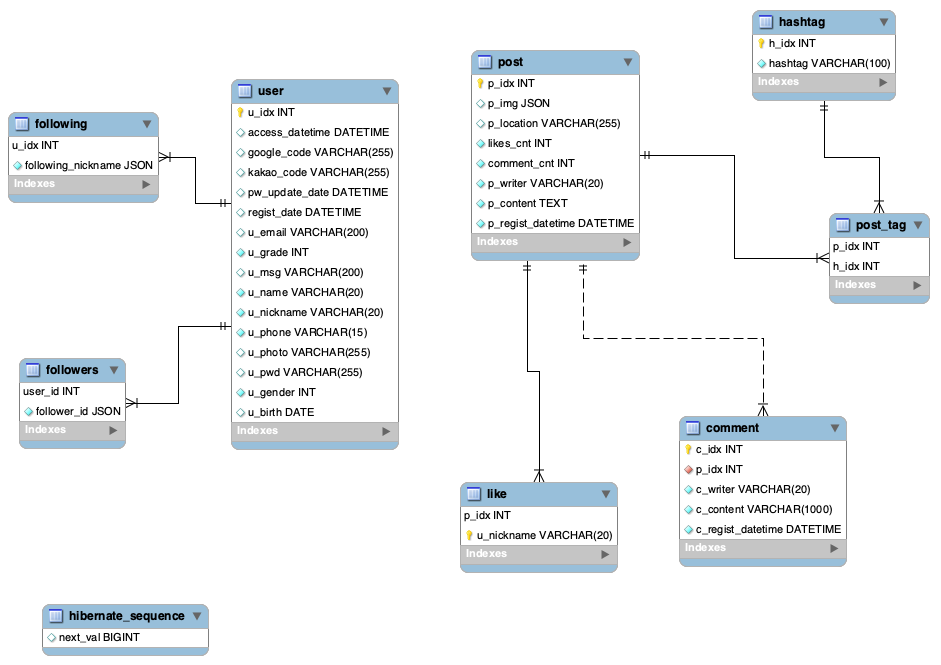 hashtag
h_idx INT
hashtag VARCHAR(100)
Indexes
post
p_idx INT
p_img JSON
p_location VARCHAR(255)
likes_cnt INT
comment_cnt INT
p_writer VARCHAR(20)
p_content TEXT
p_regist_datetime DATETIME
Indexes
user
u_idx INT
access_datetime DATETIME
google_code VARCHAR(255)
kakao_code VARCHAR(255)
pw_update_date DATETIME
regist_date DATETIME
u_email VARCHAR(200)
u_grade INT
u_msg VARCHAR(200)
u_name VARCHAR(20)
u_nickname VARCHAR(20)
u_phone VARCHAR(15)
u_photo VARCHAR(255)
u_pwd VARCHAR(255)
u_gender INT
u_birth DATE
Indexes
following
u_idx INT
following_nickname JSON
Indexes
post_tag
p_idx INT
h_idx INT
Indexes
followers
user_id INT
follower_id JSON
Indexes
comment
c_idx INT
p_idx INT
c_writer VARCHAR(20)
c_content VARCHAR(1000)
c_regist_datetime DATETIME
Indexes
like
p_idx INT
u_nickname VARCHAR(20)
Indexes
hibernate_sequence
next_val BIGINT